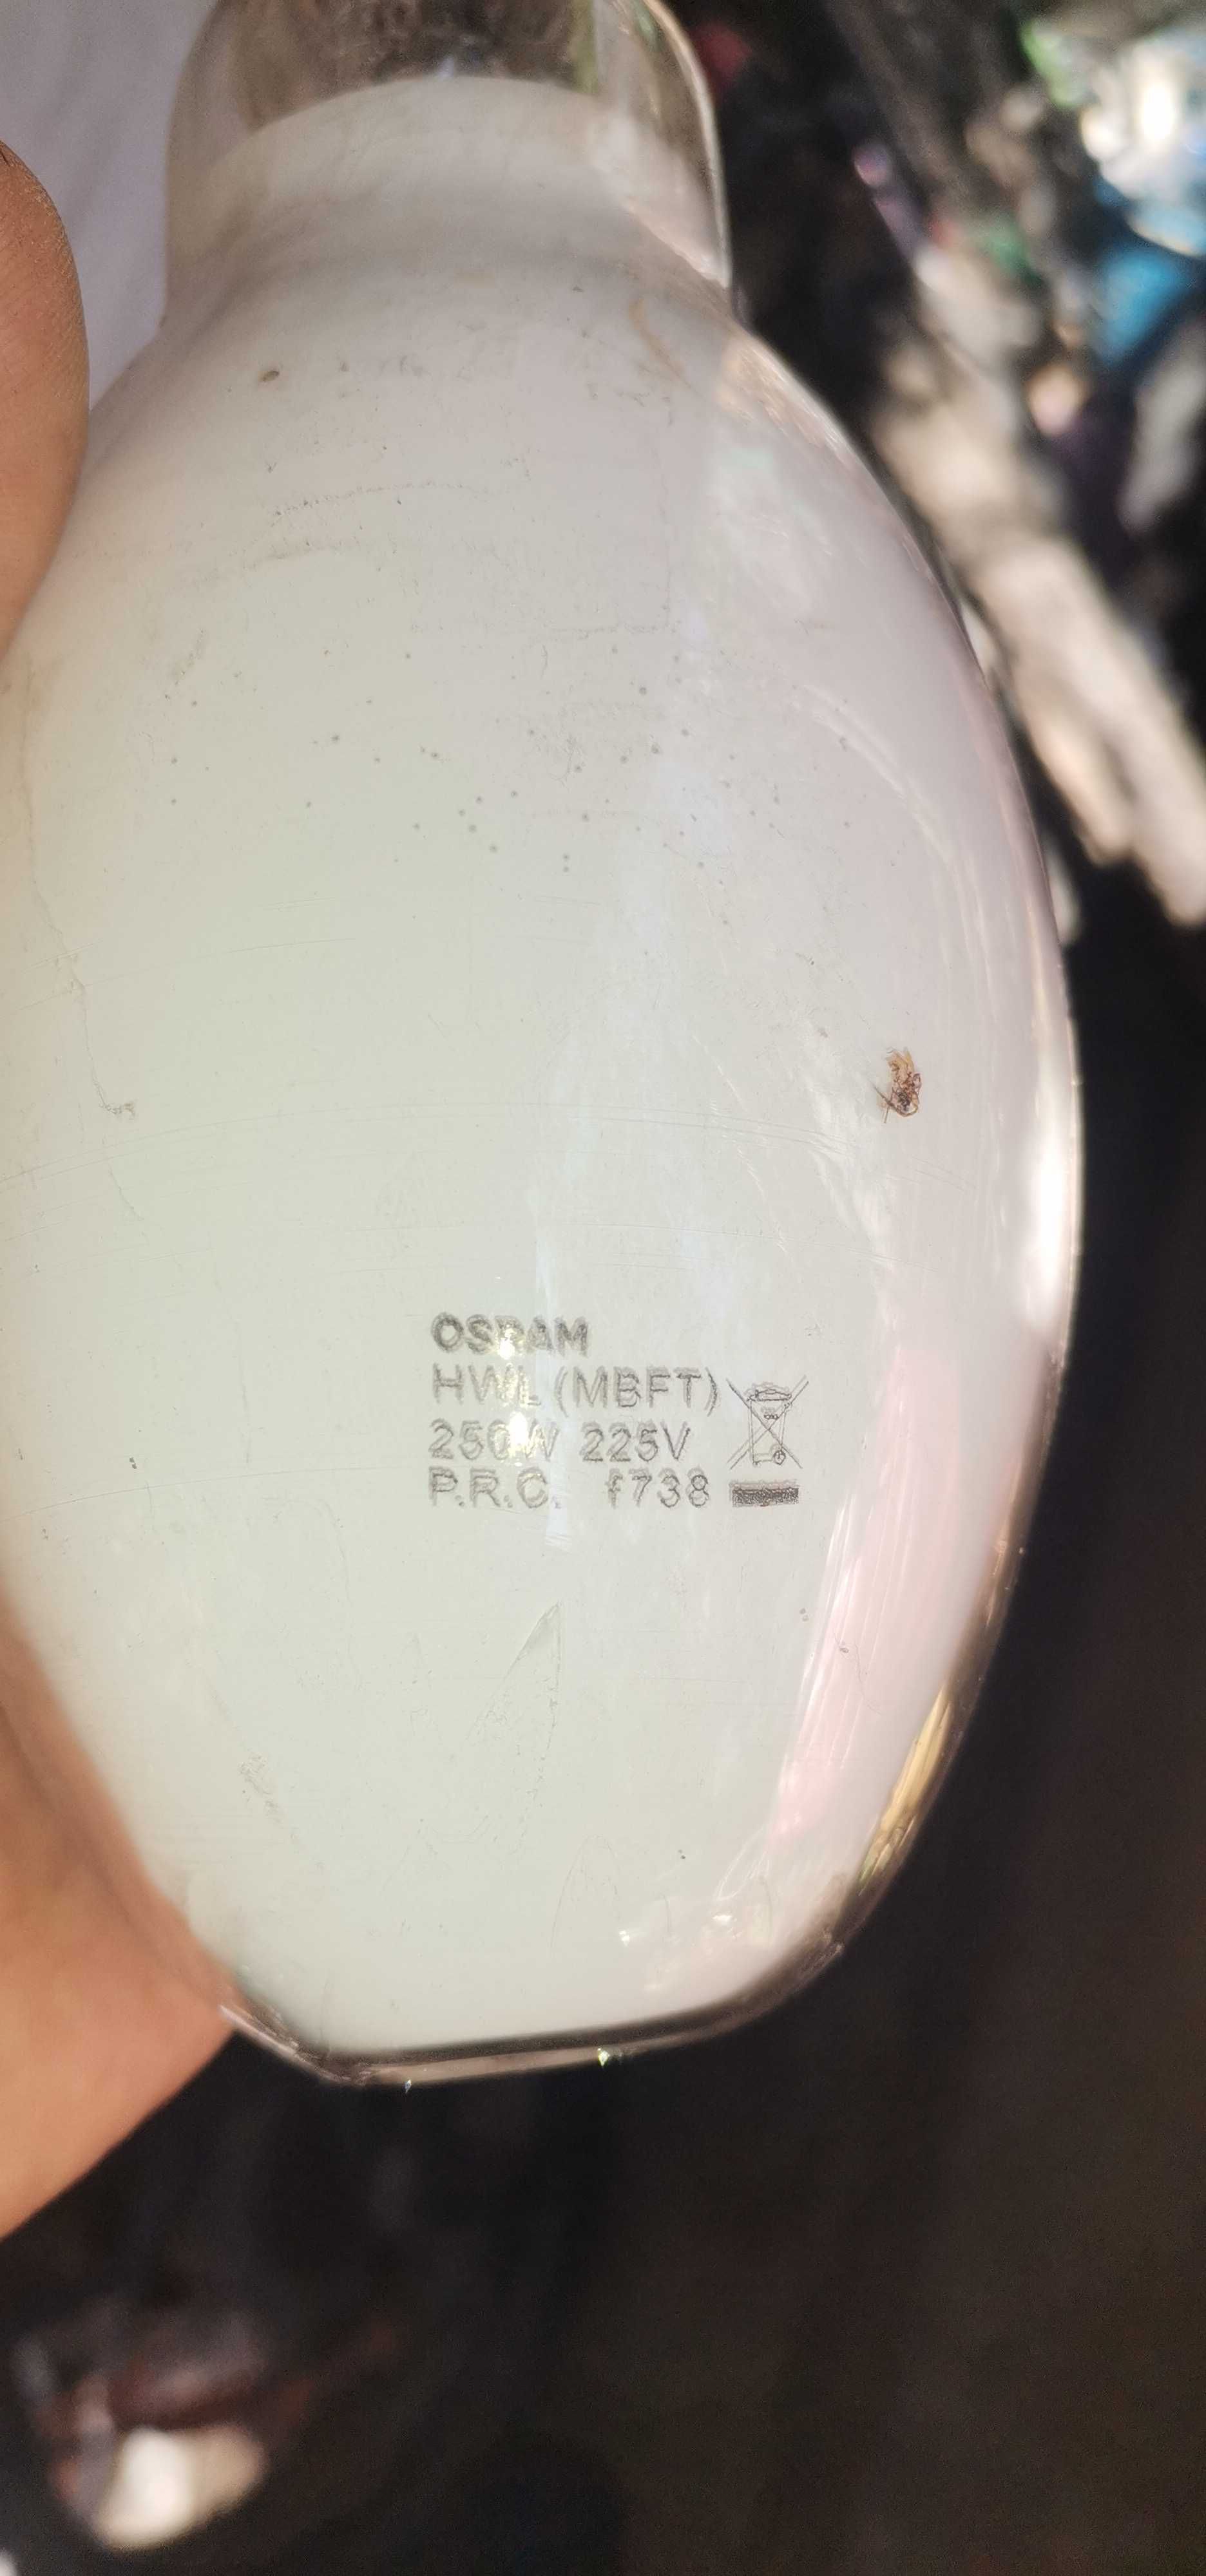 OSRAM
HWL (MBFT)
250W 225V
P.R.C. f738